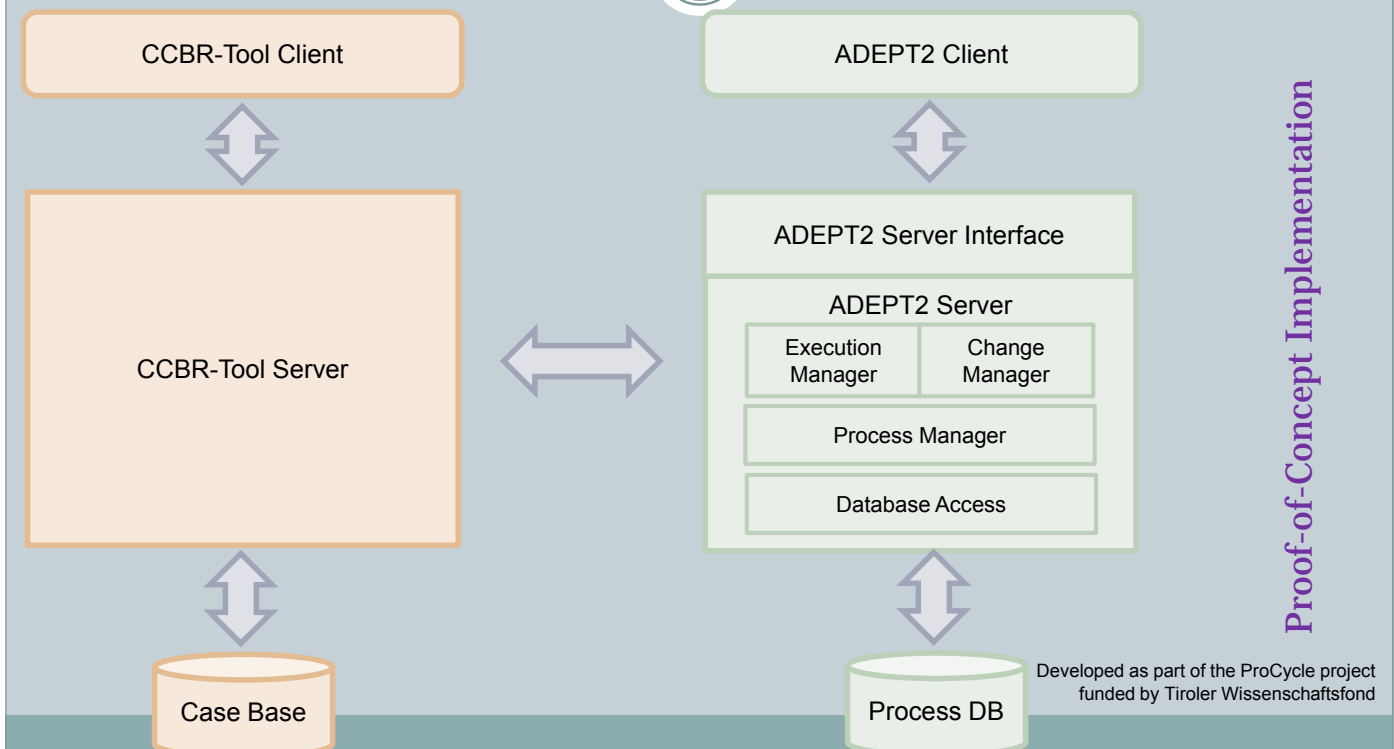 CCBR-Tool Client
ADEPT2 Client
CCBR-Tool Server
ADEPT2 Server Interface
ADEPT2 Server
Execution
Manager
Change
Manager
Process Manager
Database Access
Case Base
Process DB
Proof-of-Concept Implementation
Developed as part of the ProCycle project
funded by Tiroler Wissenschaftsfond